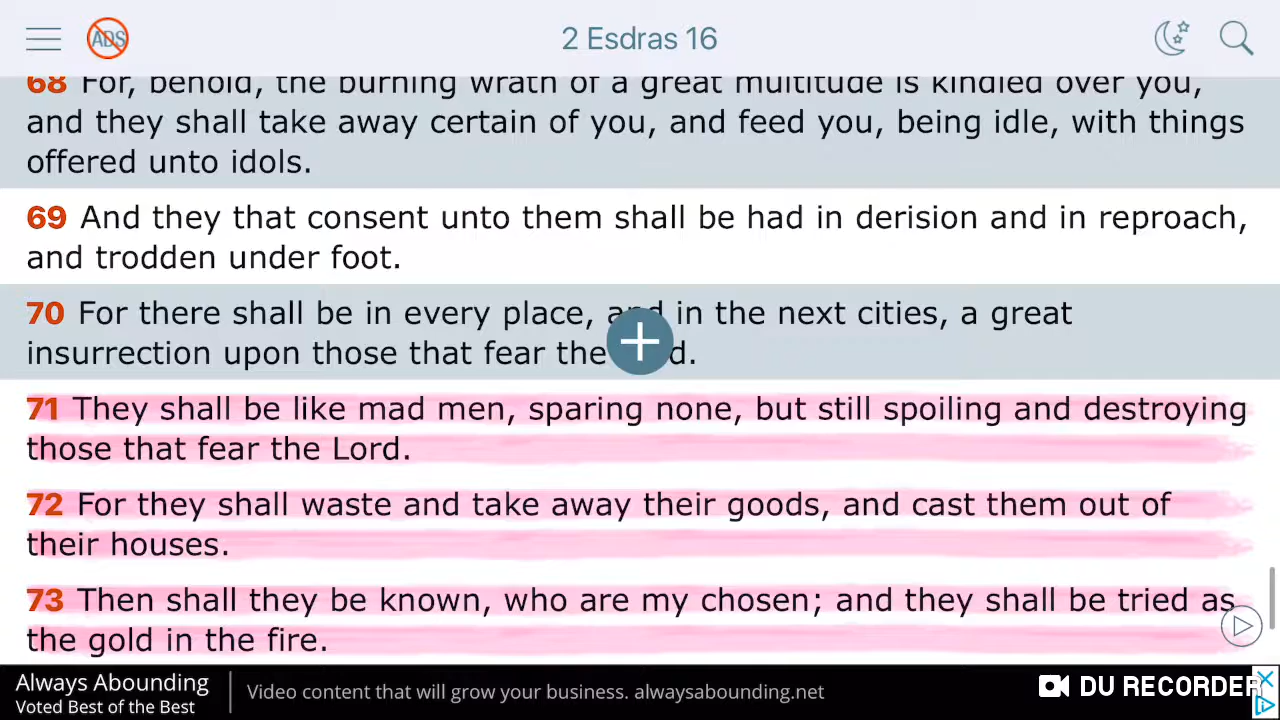 ADS
2 Esdras 16
68 For, behold, the burning wrath of a great multitude is kindled over you,
and they shall take away certain of you, and feed you, being idle, with things
offered unto idols.
69 And they that consent unto them shall be had in derision and in reproach,
and trodden under foot.
70 For there shall be in every place, and in the next cities, a great
insurrection upon those that fear the
71 They shall be like mad men, sparing none, but still spoiling and destroying
those that fear the Lord.
72 For they shall waste and take away their goods, and cast them out of
their houses.
73 Then shall they be known, who are my chosen; and they shall be tried as
the gold in the fire.
Always Abounding
Voted Best of the Best
Video content that will grow your business. alwaysabounding.net
DU RECORDER